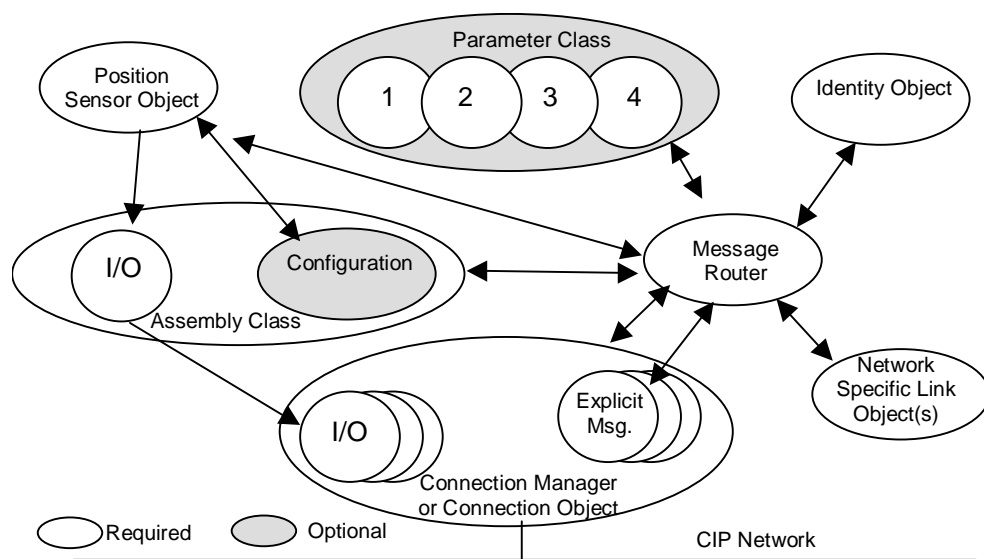 Parameter Class
1 2 3 4
Position
Sensor Object
Identity Object
Message
Router
I/O
Configuration
Assembly Class
Network
Specific Link
Object(s)
I/O
Explicit
Msg.
Connection Manager
or Connection Object
Required
Optional
CIP Network